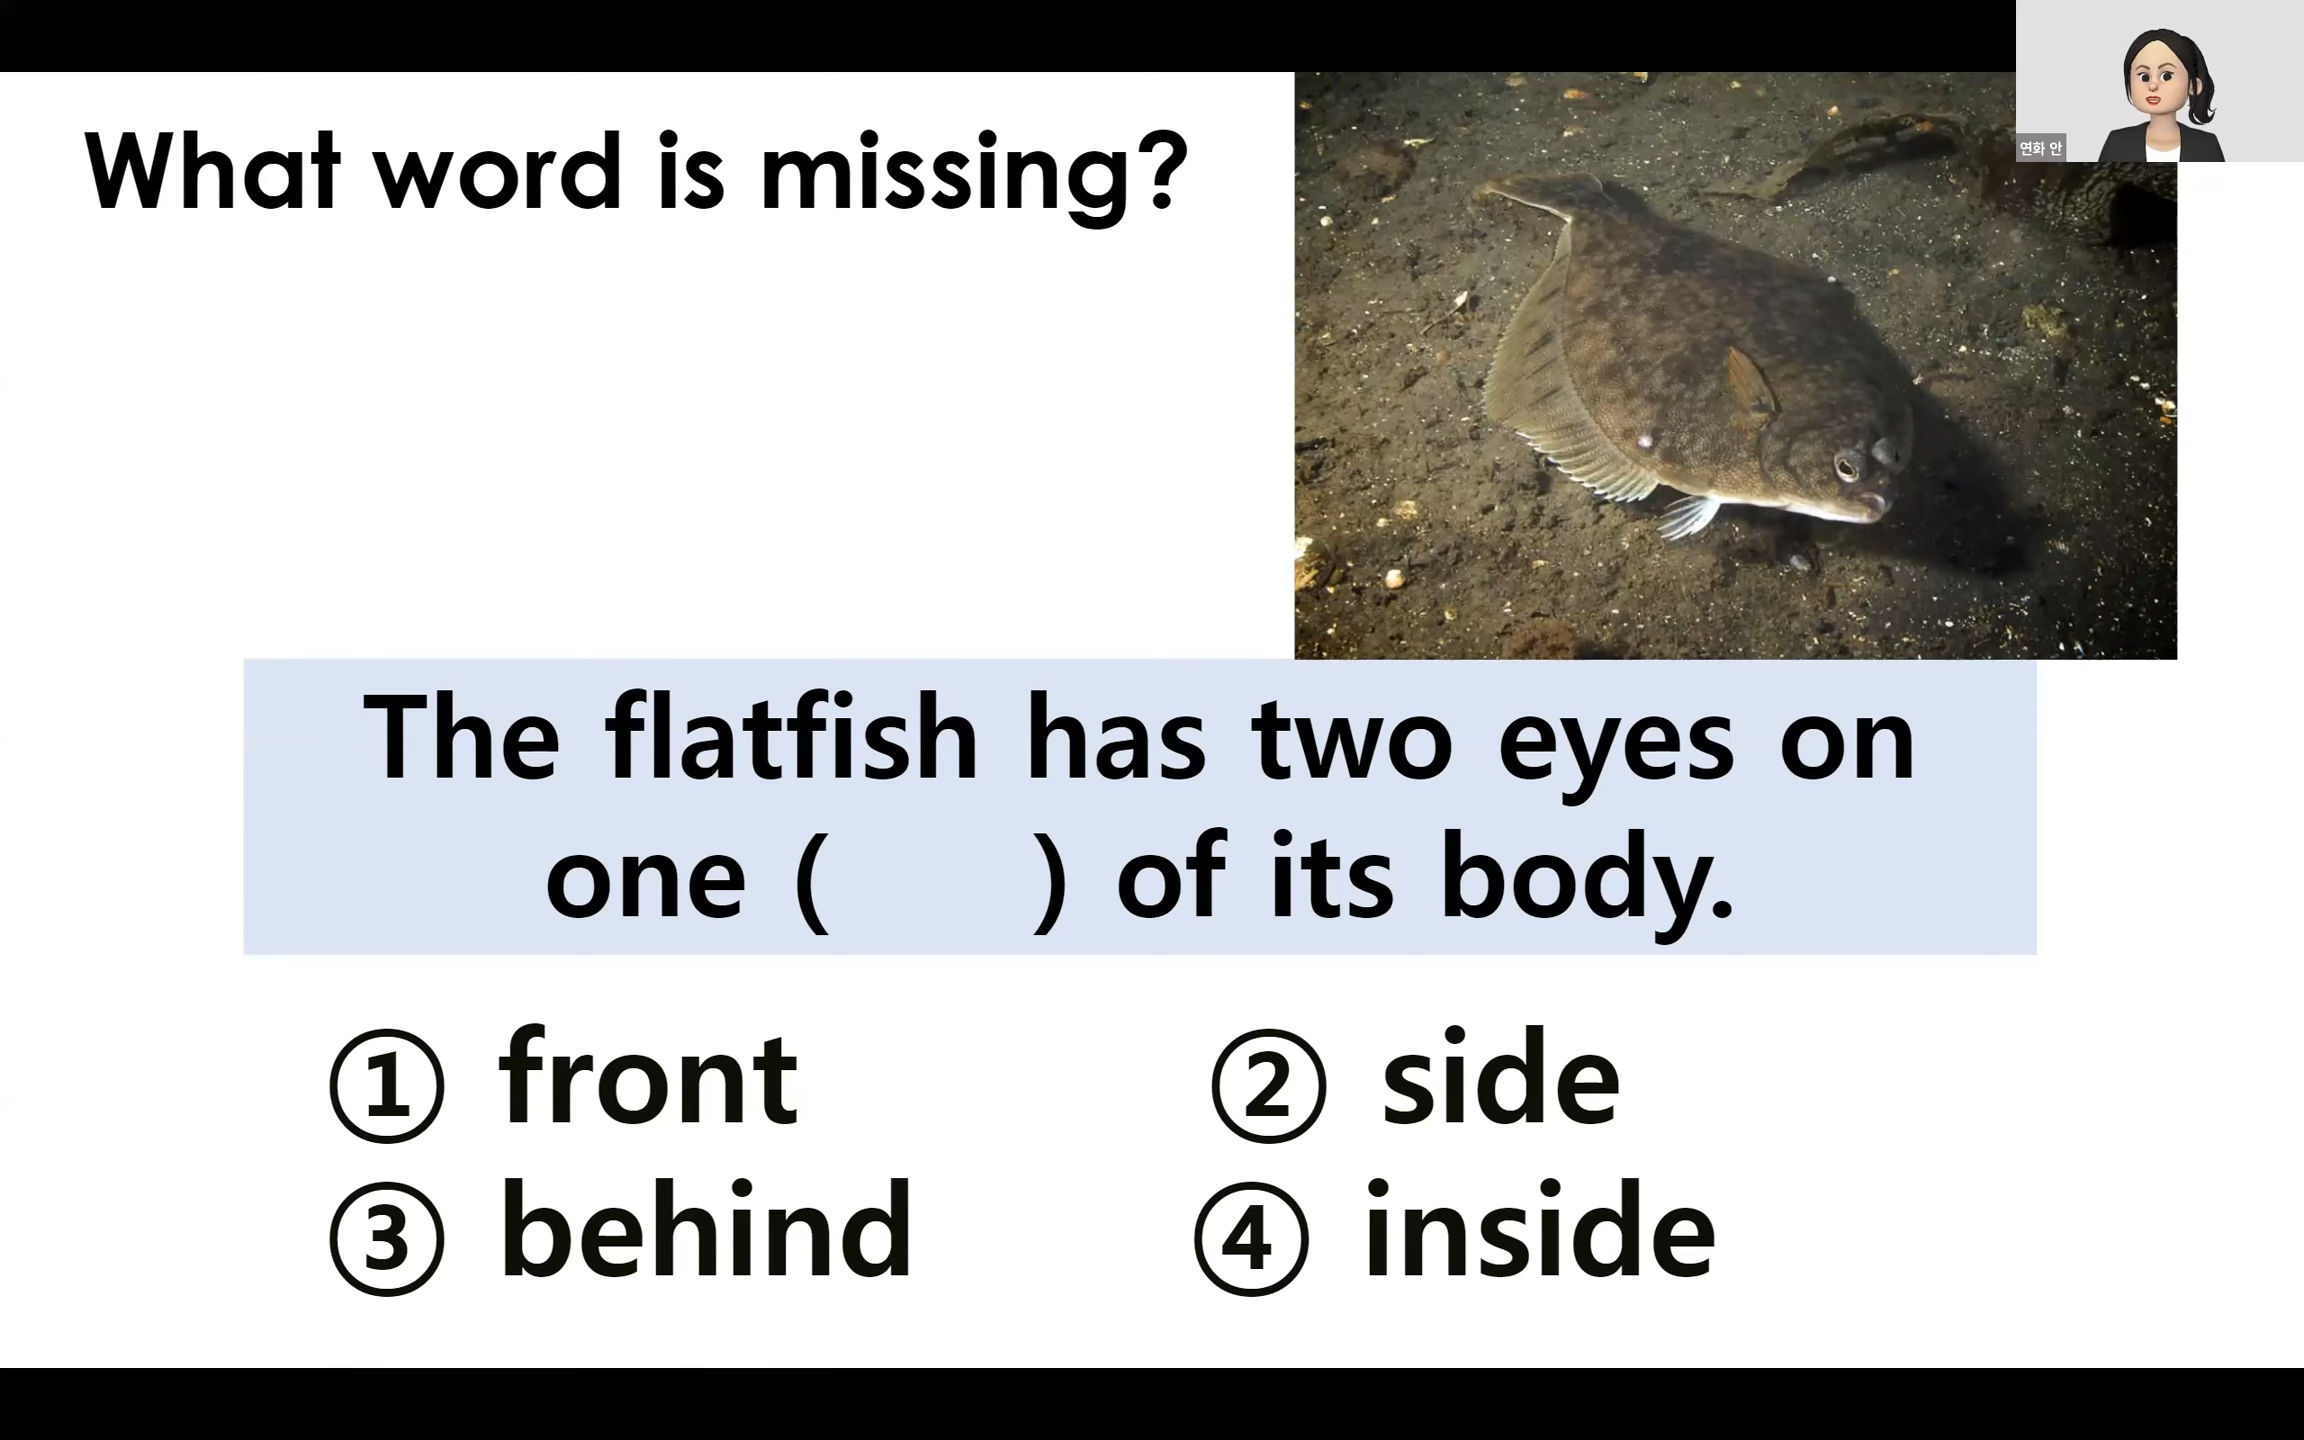 연화 안
What word is missing?
The flatfish has two eyes on
one ( ) of its body.
① front ② side
③ behind ④ inside